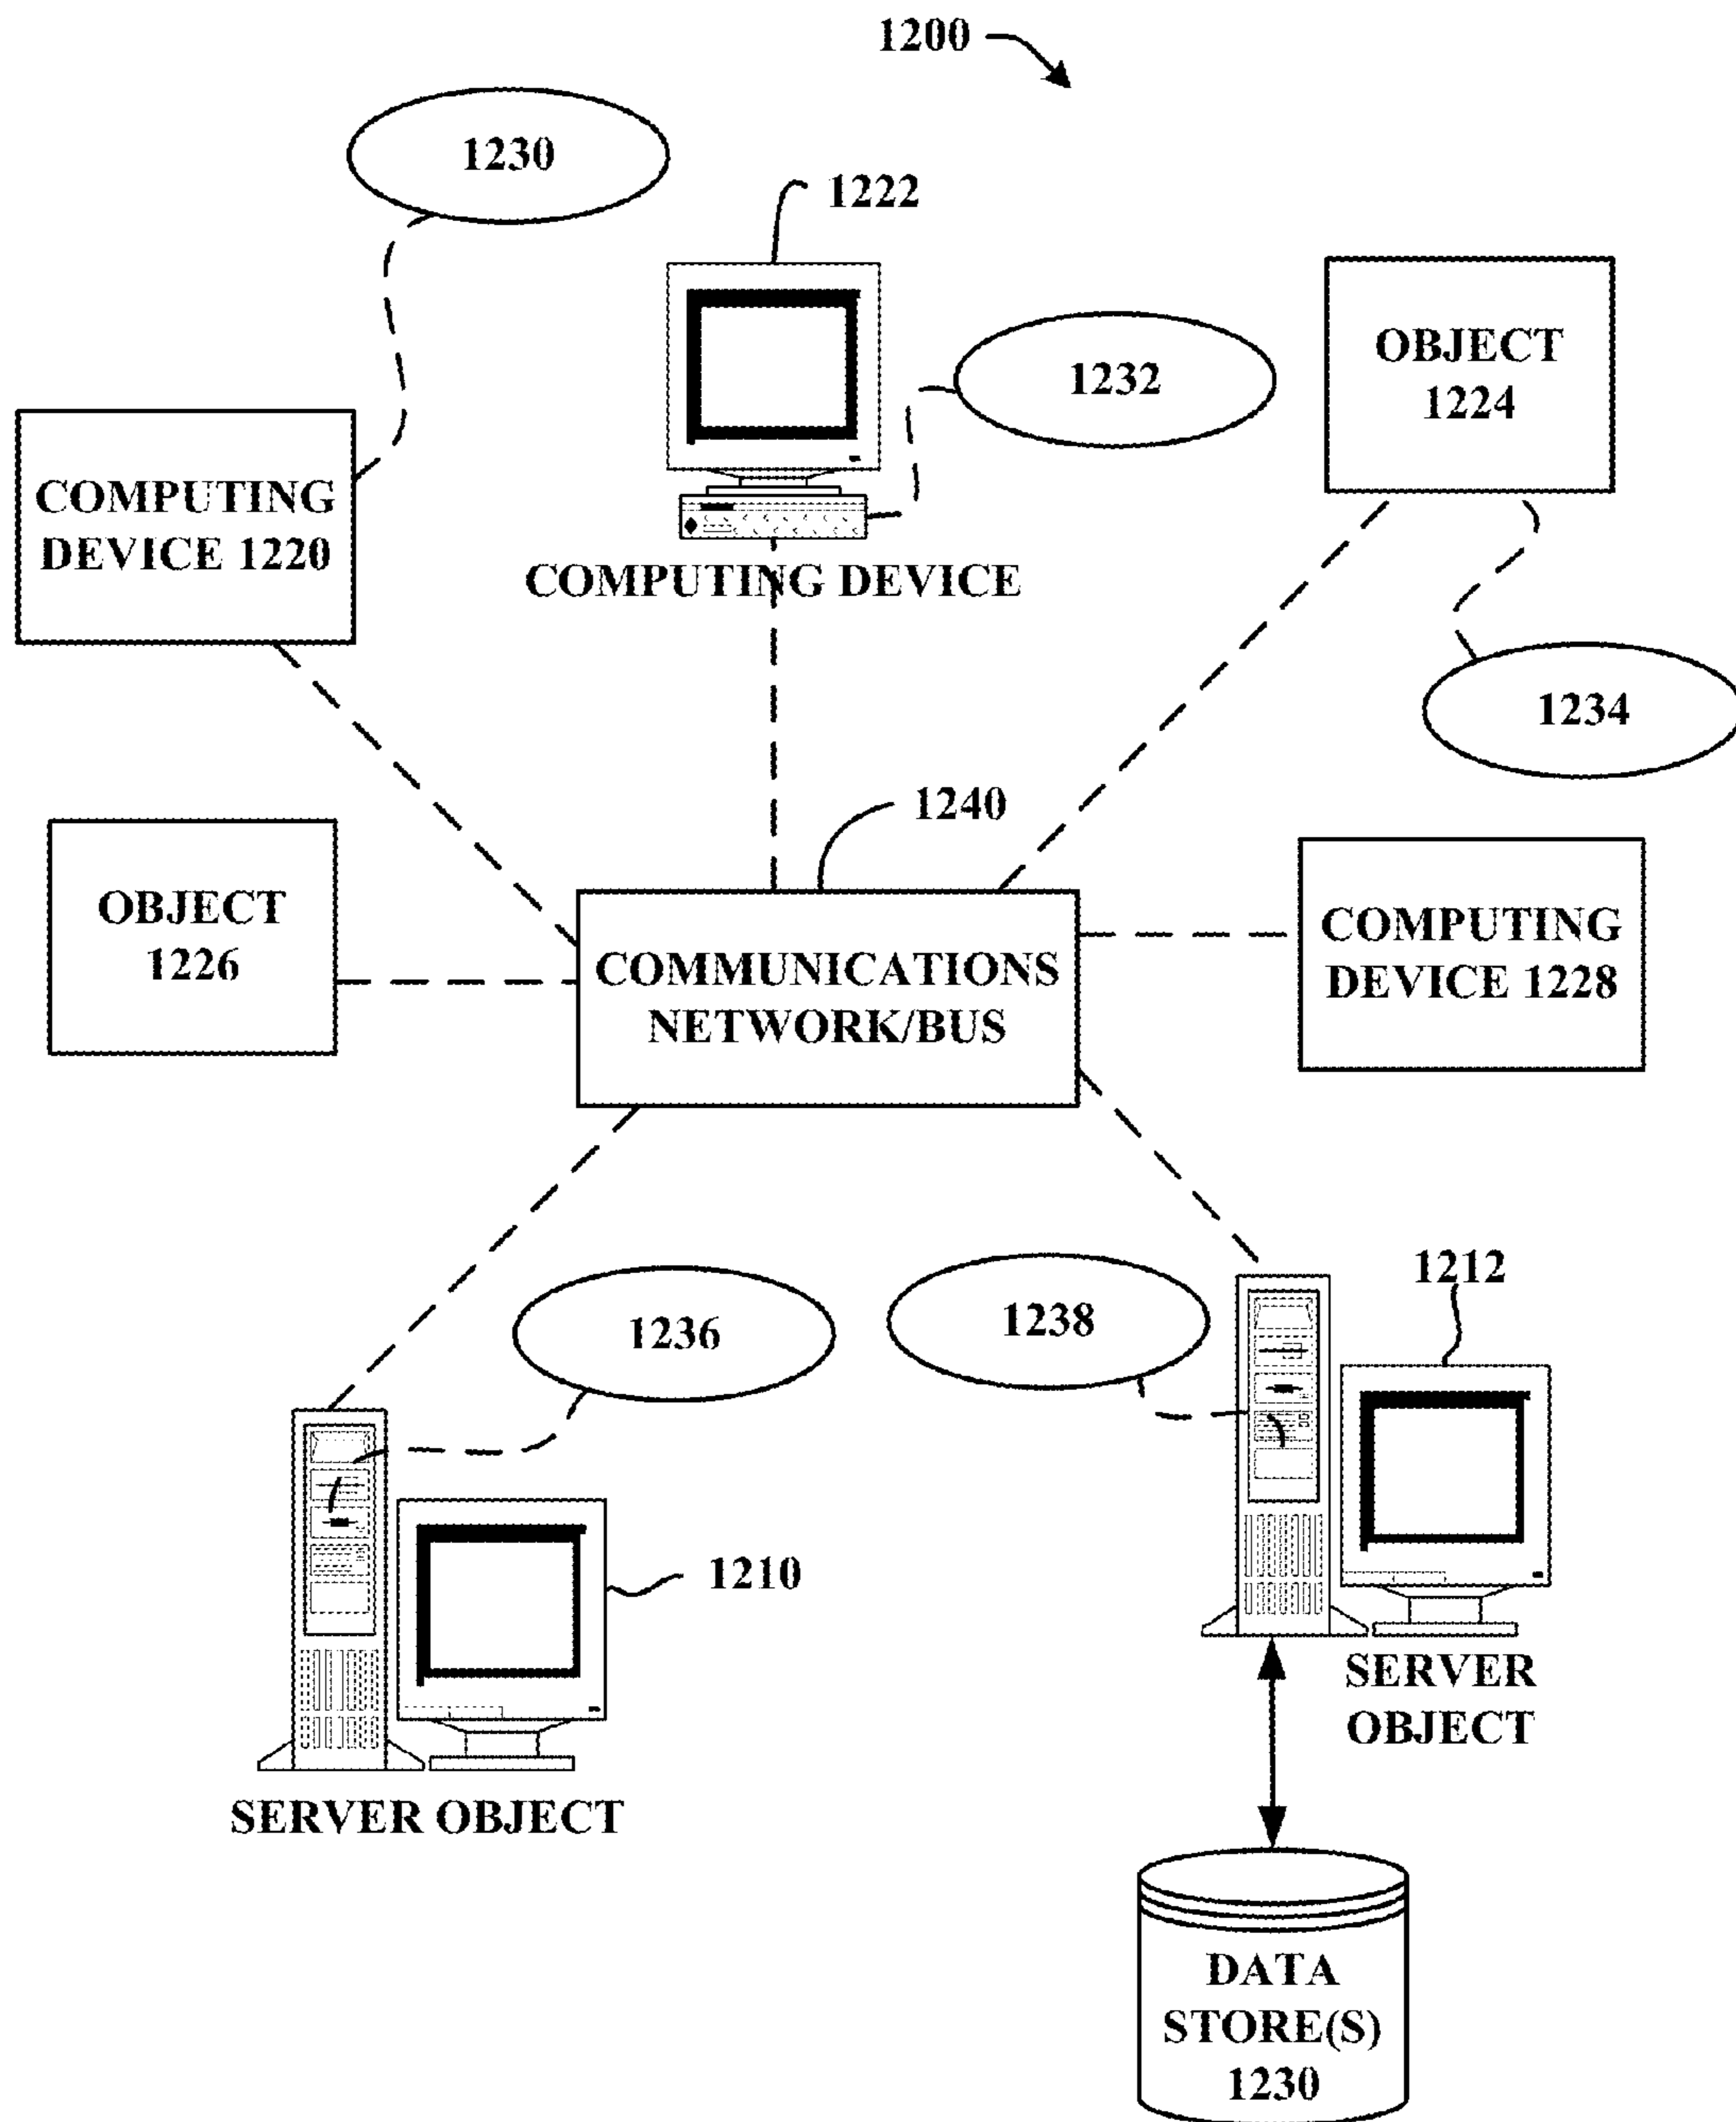 1200
1230
1222
1232
OBJECT
1224
COMPUTING
DEVICE 1220
COMPUTING DEVICE
1234
1240
OBJECT
1226
COMMUNICATIONS
NETWORK/BUS
COMPUTING
DEVICE 1228
1236
1238
1212
1210
SERVER
OBJECT
SERVER OBJECT
DATA
STORE(S)
1230